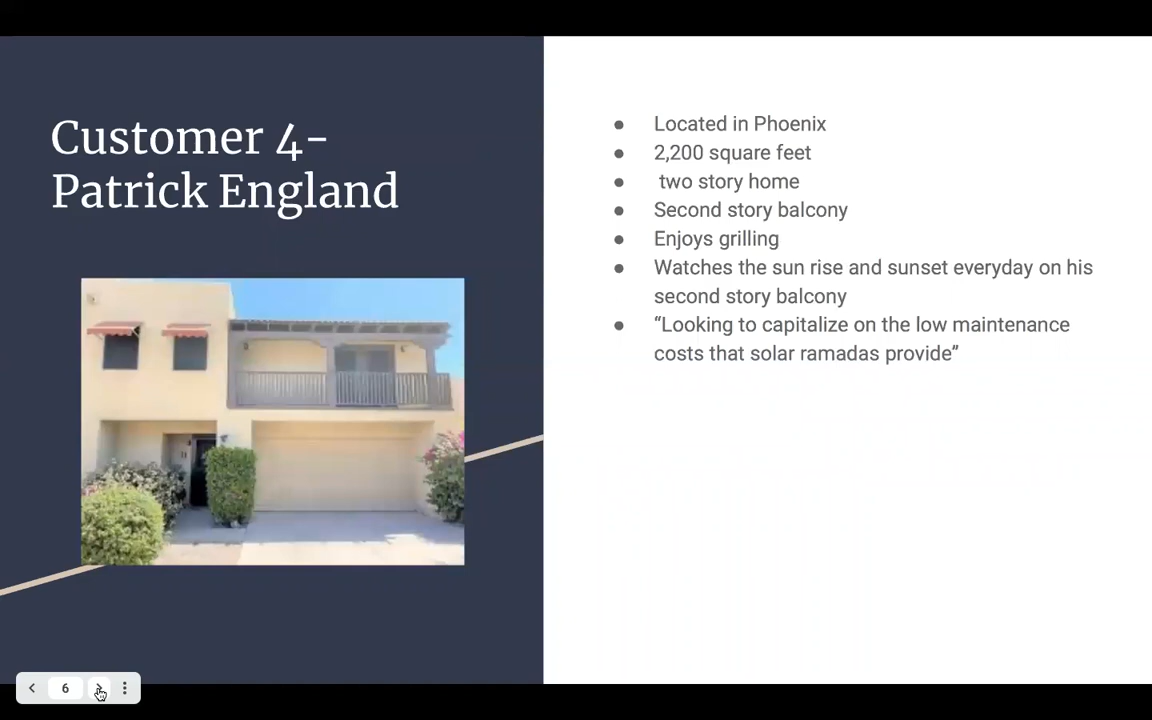 Customer 4-
Patrick England
● Located in Phoenix
● 2,200 square feet
● two story home
● Second story balcony
● Enjoys grilling
● Watches the sun rise and sunset everyday on his
second story balcony
● “Looking to capitalize on the low maintenance
costs that solar ramadas provide”
6